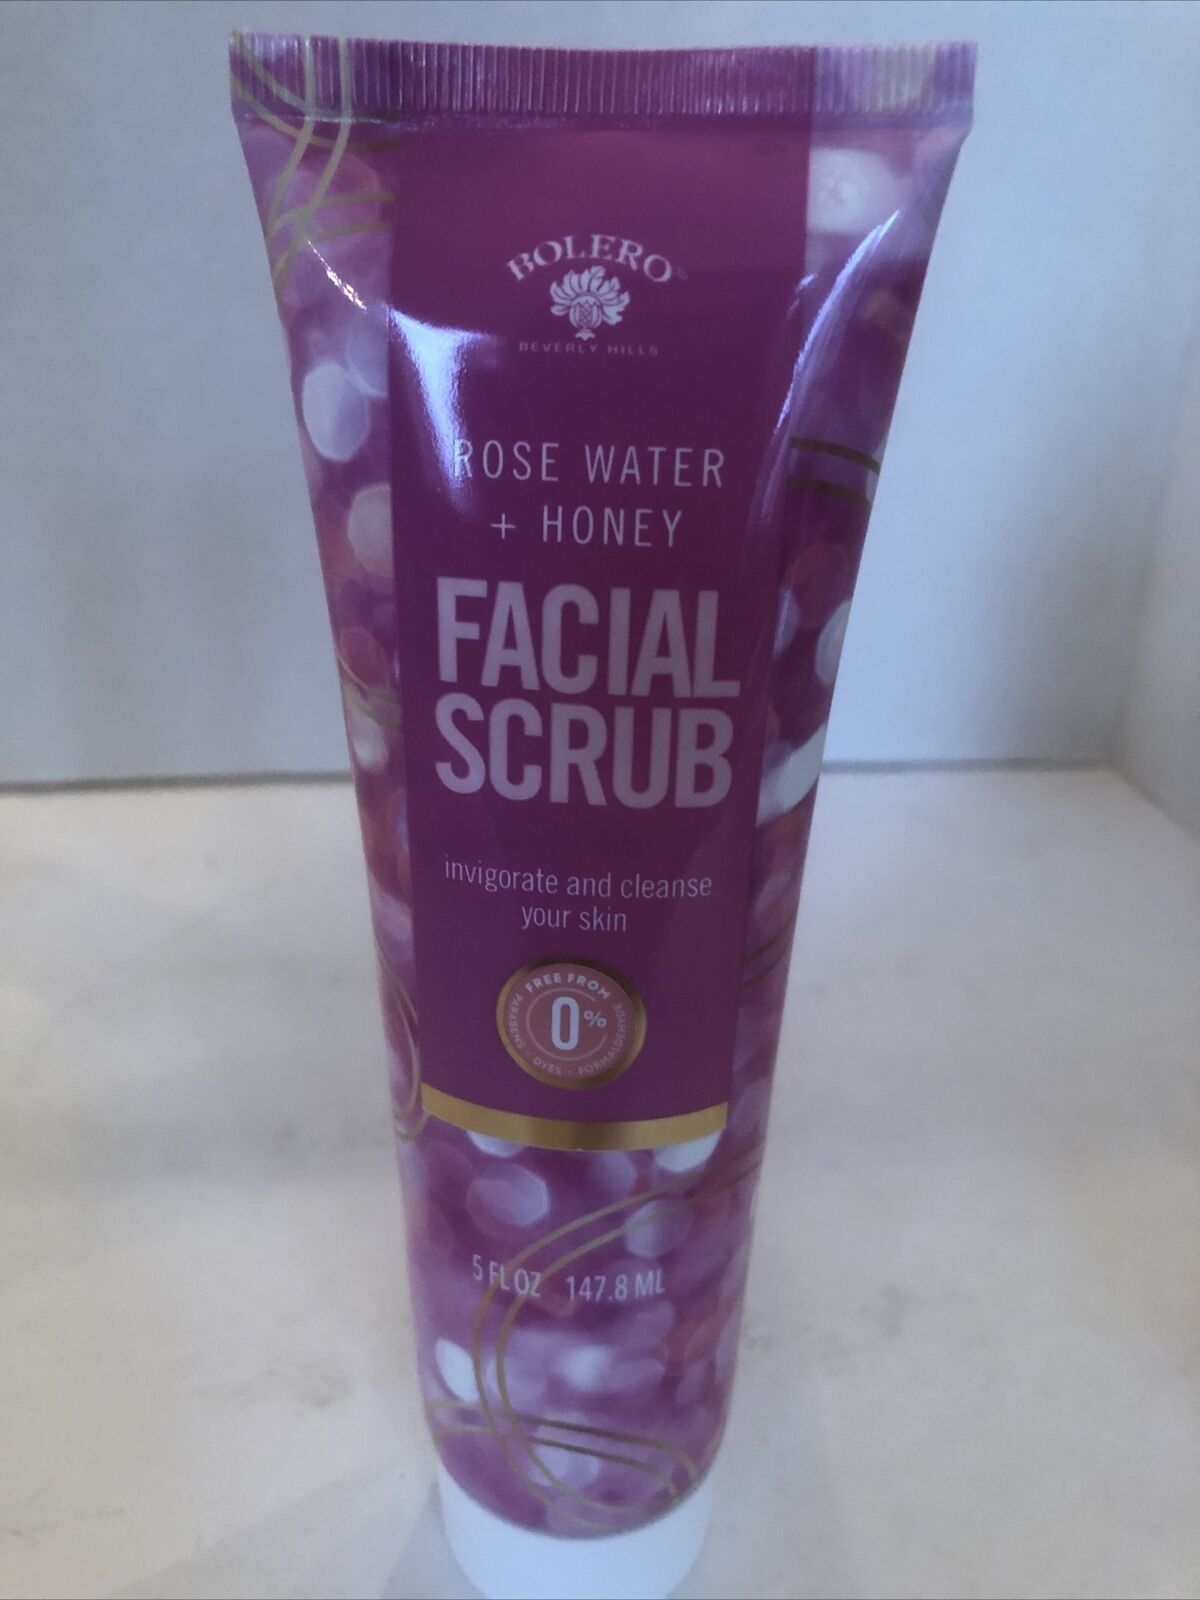 BOLERO
BEVERLY HILLS
ROSE WATER
+ HONEY
FACIAL
SCRUB
invigorate and cleanse
your skin
FREE FROM
0%
PARABENS · DYES · FORMALDEHYDE
5 FL OZ 147.8 ML